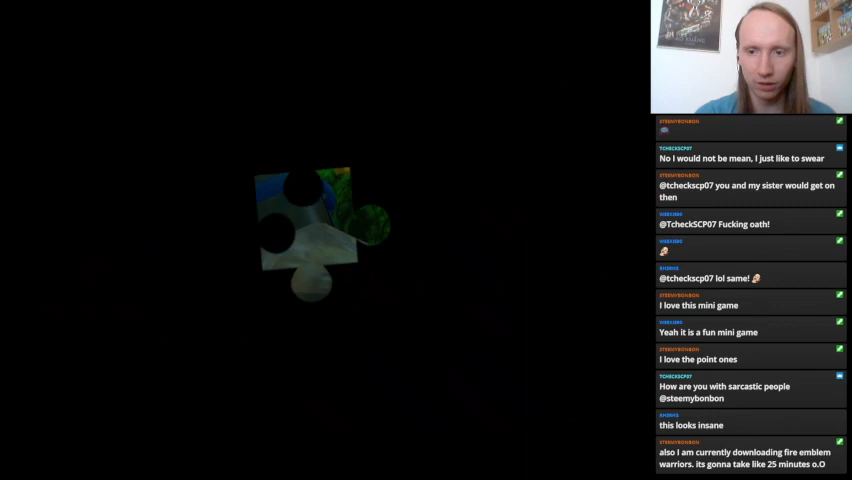 STEEMYBONBON
TCHECKSCP07
No I would not be mean, I just like to swear
STEEMYBONBON
@tcheckscp07 you and my sister would get on
then
@TcheckSCP07 Fucking oath!
@tcheckscp07 lol same!
STEEMYBONBON
I love this mini game
Yeah it is a fun mini game
STEEMYBONBON
I love the point ones
TCHECKSCP07
How are you with sarcastic people
@steemybonbon
this looks insane
STEEMYBONBON
also I am currently downloading fire emblem
warriors. its gonna take like 25 minutes o.O